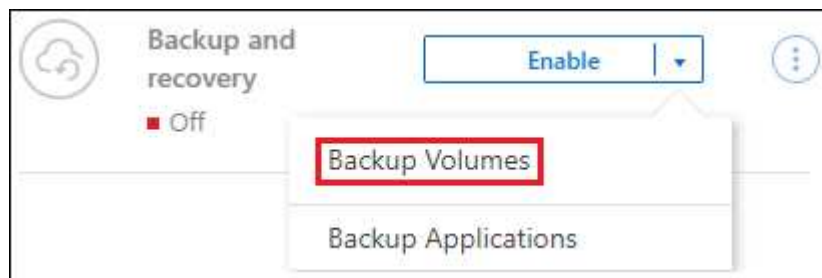 Backup and
recovery
Enable
Off
Backup Volumes
Backup Applications